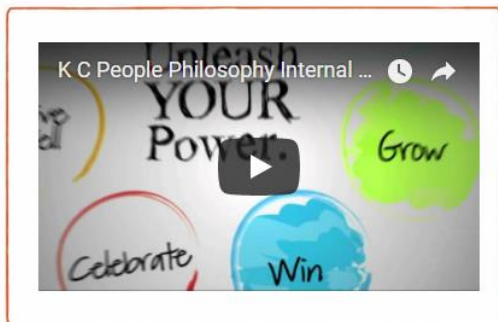 K C People Philosophy Internal ...
Unleash
YOUR
Power.
Grow
Celebrate
Win